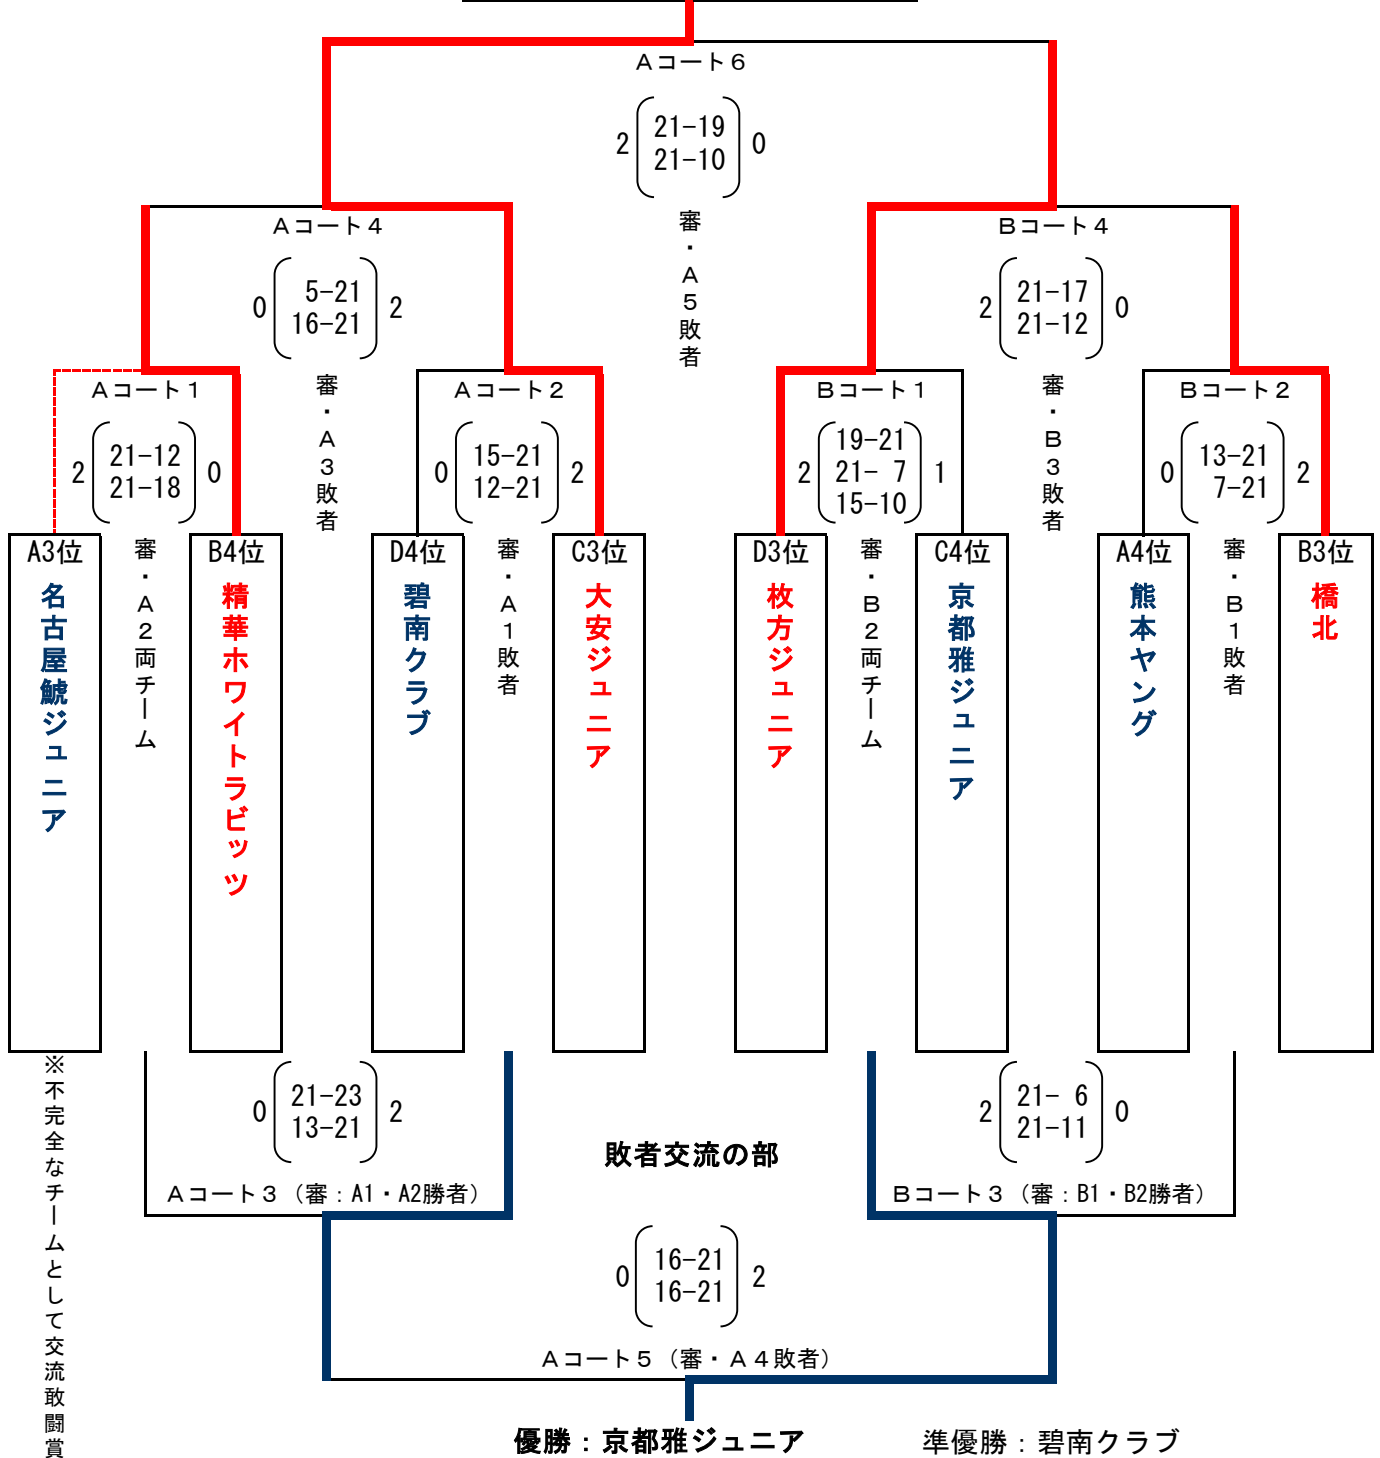 Aコート6
2 21-19 0
21-10
審・A5敗者
Aコート4
0 5-21 2
16-21
審・A3敗者
Bコート4
2 21-17 0
21-12
審・B3敗者
Aコート1
2 21-12 0
21-18
審・A2両チーム
Aコート2
0 15-21 2
12-21
審・A1敗者
Bコート1
19-21
2 21- 7 1
15-10
審・B2両チーム
Bコート2
0 13-21 2
7-21
審・B1敗者
A3位
名古屋鯱ジュニア
B4位
精華ホワイトラビッツ
D4位
碧南クラブ
C3位
大安ジュニア
D3位
枚方ジュニア
C4位
京都雅ジュニア
A4位
熊本ヤング
B3位
橋北
※不完全なチームとして交流敢闘賞
0 21-23 2
13-21
Aコート3（審：A1・A2勝者）
敗者交流の部
2 21- 6 0
21-11
Bコート3（審：B1・B2勝者）
0 16-21 2
16-21
Aコート5（審・A4敗者）
優勝：京都雅ジュニア
準優勝：碧南クラブ